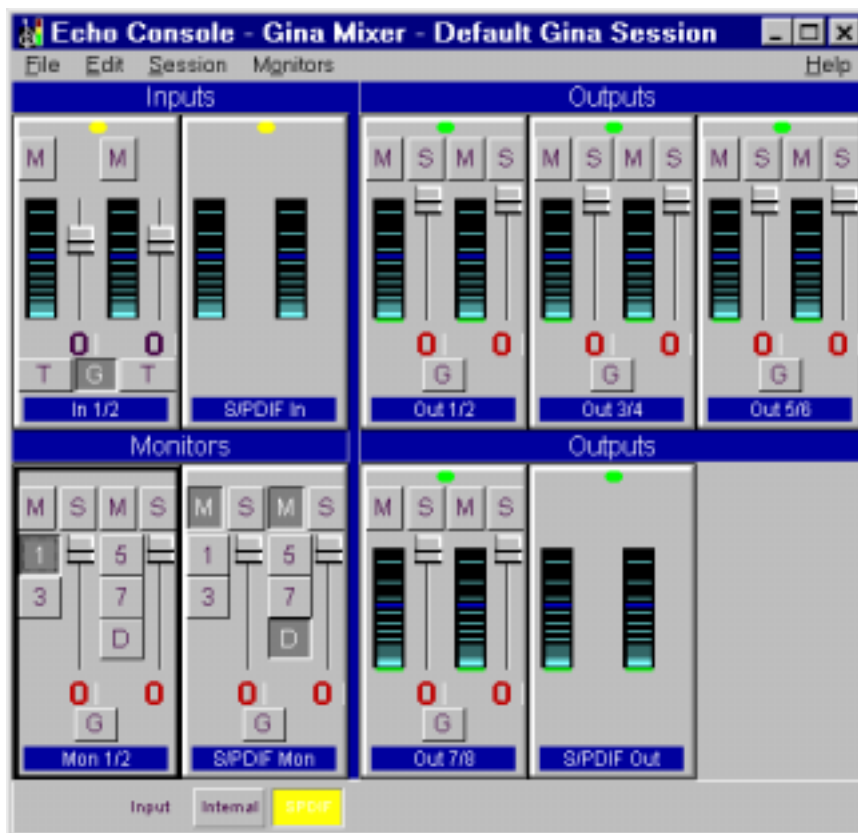 Echo Console - Gina Mixer - Default Gina Session
File Edit Session Monitors Help
Inputs Outputs
M M M S M S M S M S M S M S
0 0 0 0 0 0 0 0
T G T G G G
In 1/2 S/PDIF In Out 1/2 Out 3/4 Out 5/6
Monitors Outputs
M S M S M S M S M S M S
1 5 1 5
3 7 3 7
D D
0 0 0 0 0 0
G G G
Mon 1/2 S/PDIF Mon Out 7/8 S/PDIF Out
Input Internal SPDIF